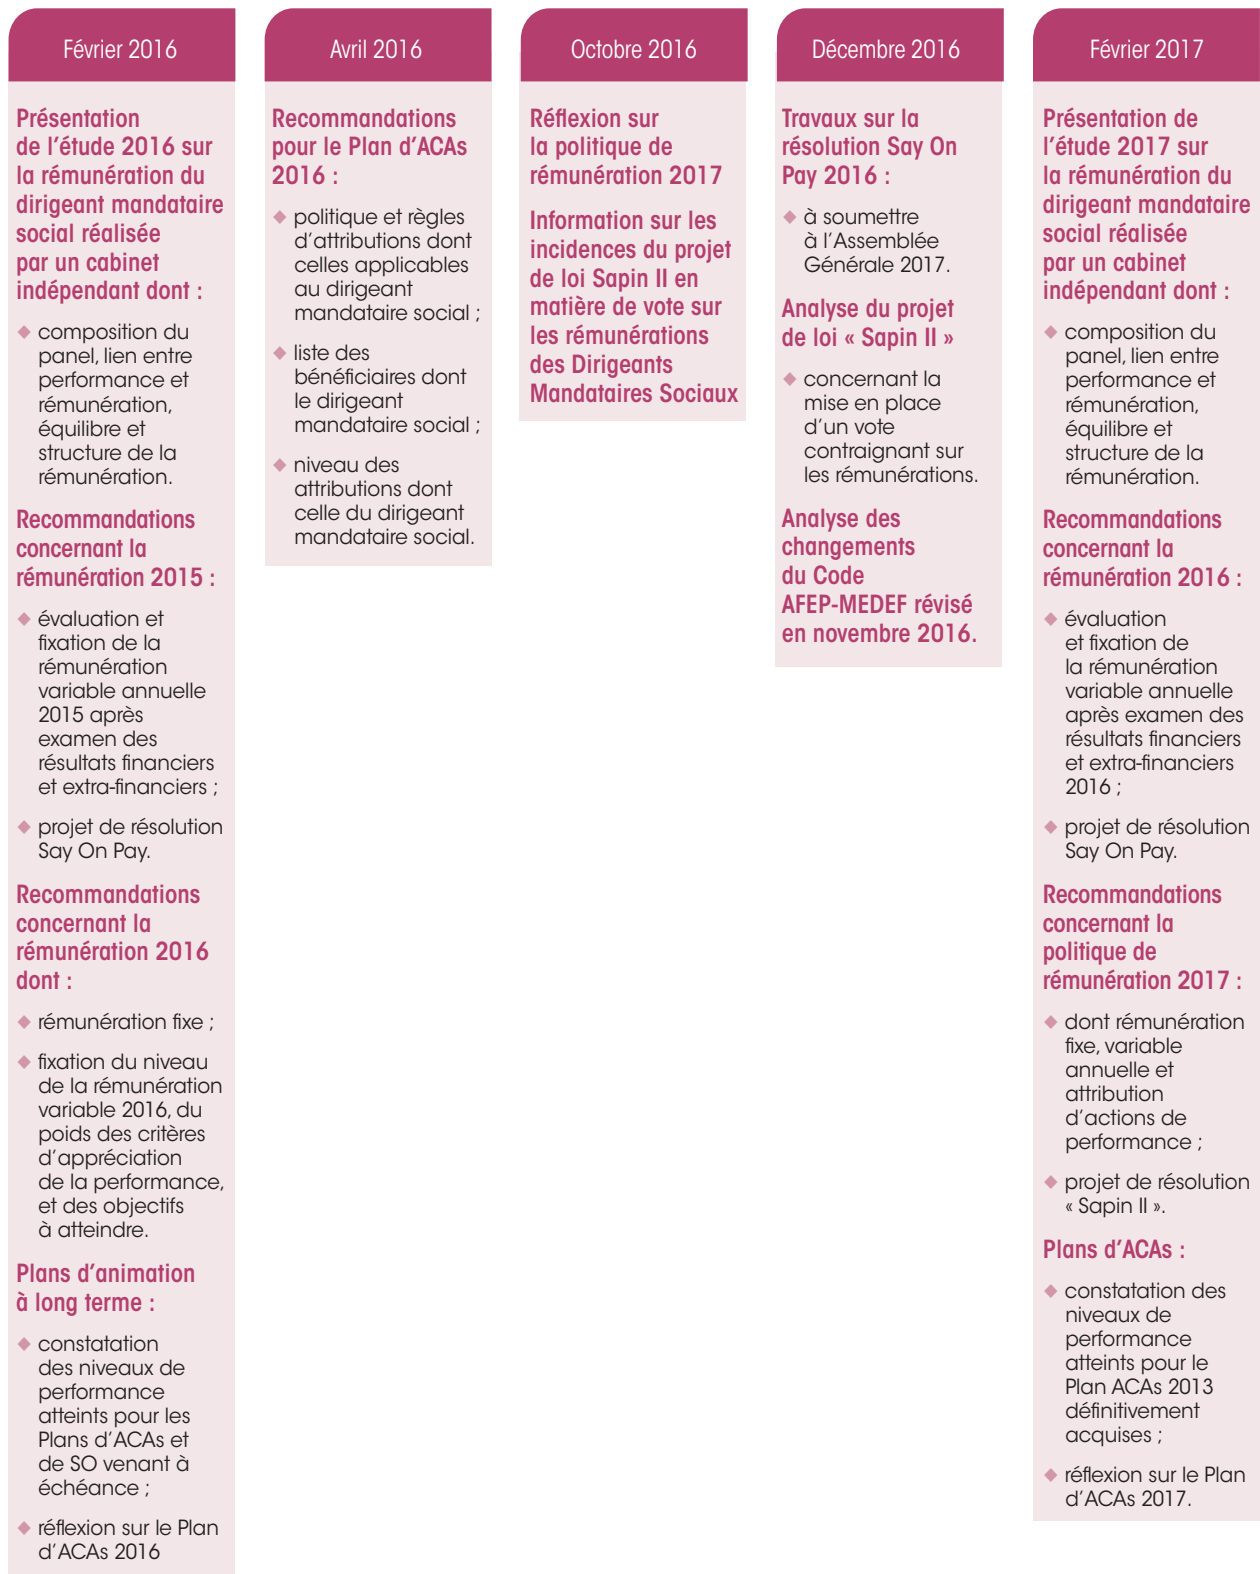 Février 2016
Présentation
de l’étude 2016 sur
la rémunération du
dirigeant mandataire
social réalisée
par un cabinet
indépendant dont :
◆ composition du
panel, lien entre
performance et
rémunération,
équilibre et
structure de la
rémunération.
Recommandations
concernant la
rémunération 2015 :
◆ évaluation et
fixation de la
rémunération
variable annuelle
2015 après
examen des
résultats financiers
et extra-financiers ;
◆ projet de résolution
Say On Pay.
Recommandations
concernant la
rémunération 2016
dont :
◆ rémunération fixe ;
◆ fixation du niveau
de la rémunération
variable 2016, du
poids des critères
d’appréciation
de la performance,
et des objectifs
à atteindre.
Plans d’animation
à long terme :
◆ constatation
des niveaux de
performance
atteints pour les
Plans d’ACAs et
de SO venant à
échéance ;
◆ réflexion sur le Plan
d’ACAs 2016
Avril 2016
Recommandations
pour le Plan d’ACAs
2016 :
◆ politique et règles
d’attributions dont
celles applicables
au dirigeant
mandataire social ;
◆ liste des
bénéficiaires dont
le dirigeant
mandataire social ;
◆ niveau des
attributions dont
celle du dirigeant
mandataire social.
Octobre 2016
Réflexion sur
la politique de
rémunération 2017
Information sur les
incidences du projet
de loi Sapin II en
matière de vote sur
les rémunérations
des Dirigeants
Mandataires Sociaux
Décembre 2016
Travaux sur la
résolution Say On
Pay 2016 :
◆ à soumettre
à l’Assemblée
Générale 2017.
Analyse du projet
de loi « Sapin II »
◆ concernant la
mise en place
d’un vote
contraignant sur
les rémunérations.
Analyse des
changements
du Code
AFEP-MEDEF révisé
en novembre 2016.
Février 2017
Présentation de
l’étude 2017 sur
la rémunération du
dirigeant mandataire
social réalisée
par un cabinet
indépendant dont :
◆ composition du
panel, lien entre
performance et
rémunération,
équilibre et
structure de la
rémunération.
Recommandations
concernant la
rémunération 2016 :
◆ évaluation
et fixation de
la rémunération
variable annuelle
après examen des
résultats financiers
et extra-financiers
2016 ;
◆ projet de résolution
Say On Pay.
Recommandations
concernant la
politique de
rémunération 2017 :
◆ dont rémunération
fixe, variable
annuelle et
attribution
d’actions de
performance ;
◆ projet de résolution
« Sapin II ».
Plans d’ACAs :
◆ constatation des
niveaux de
performance
atteints pour le
Plan ACAs 2013
définitivement
acquises ;
◆ réflexion sur le Plan
d’ACAs 2017.